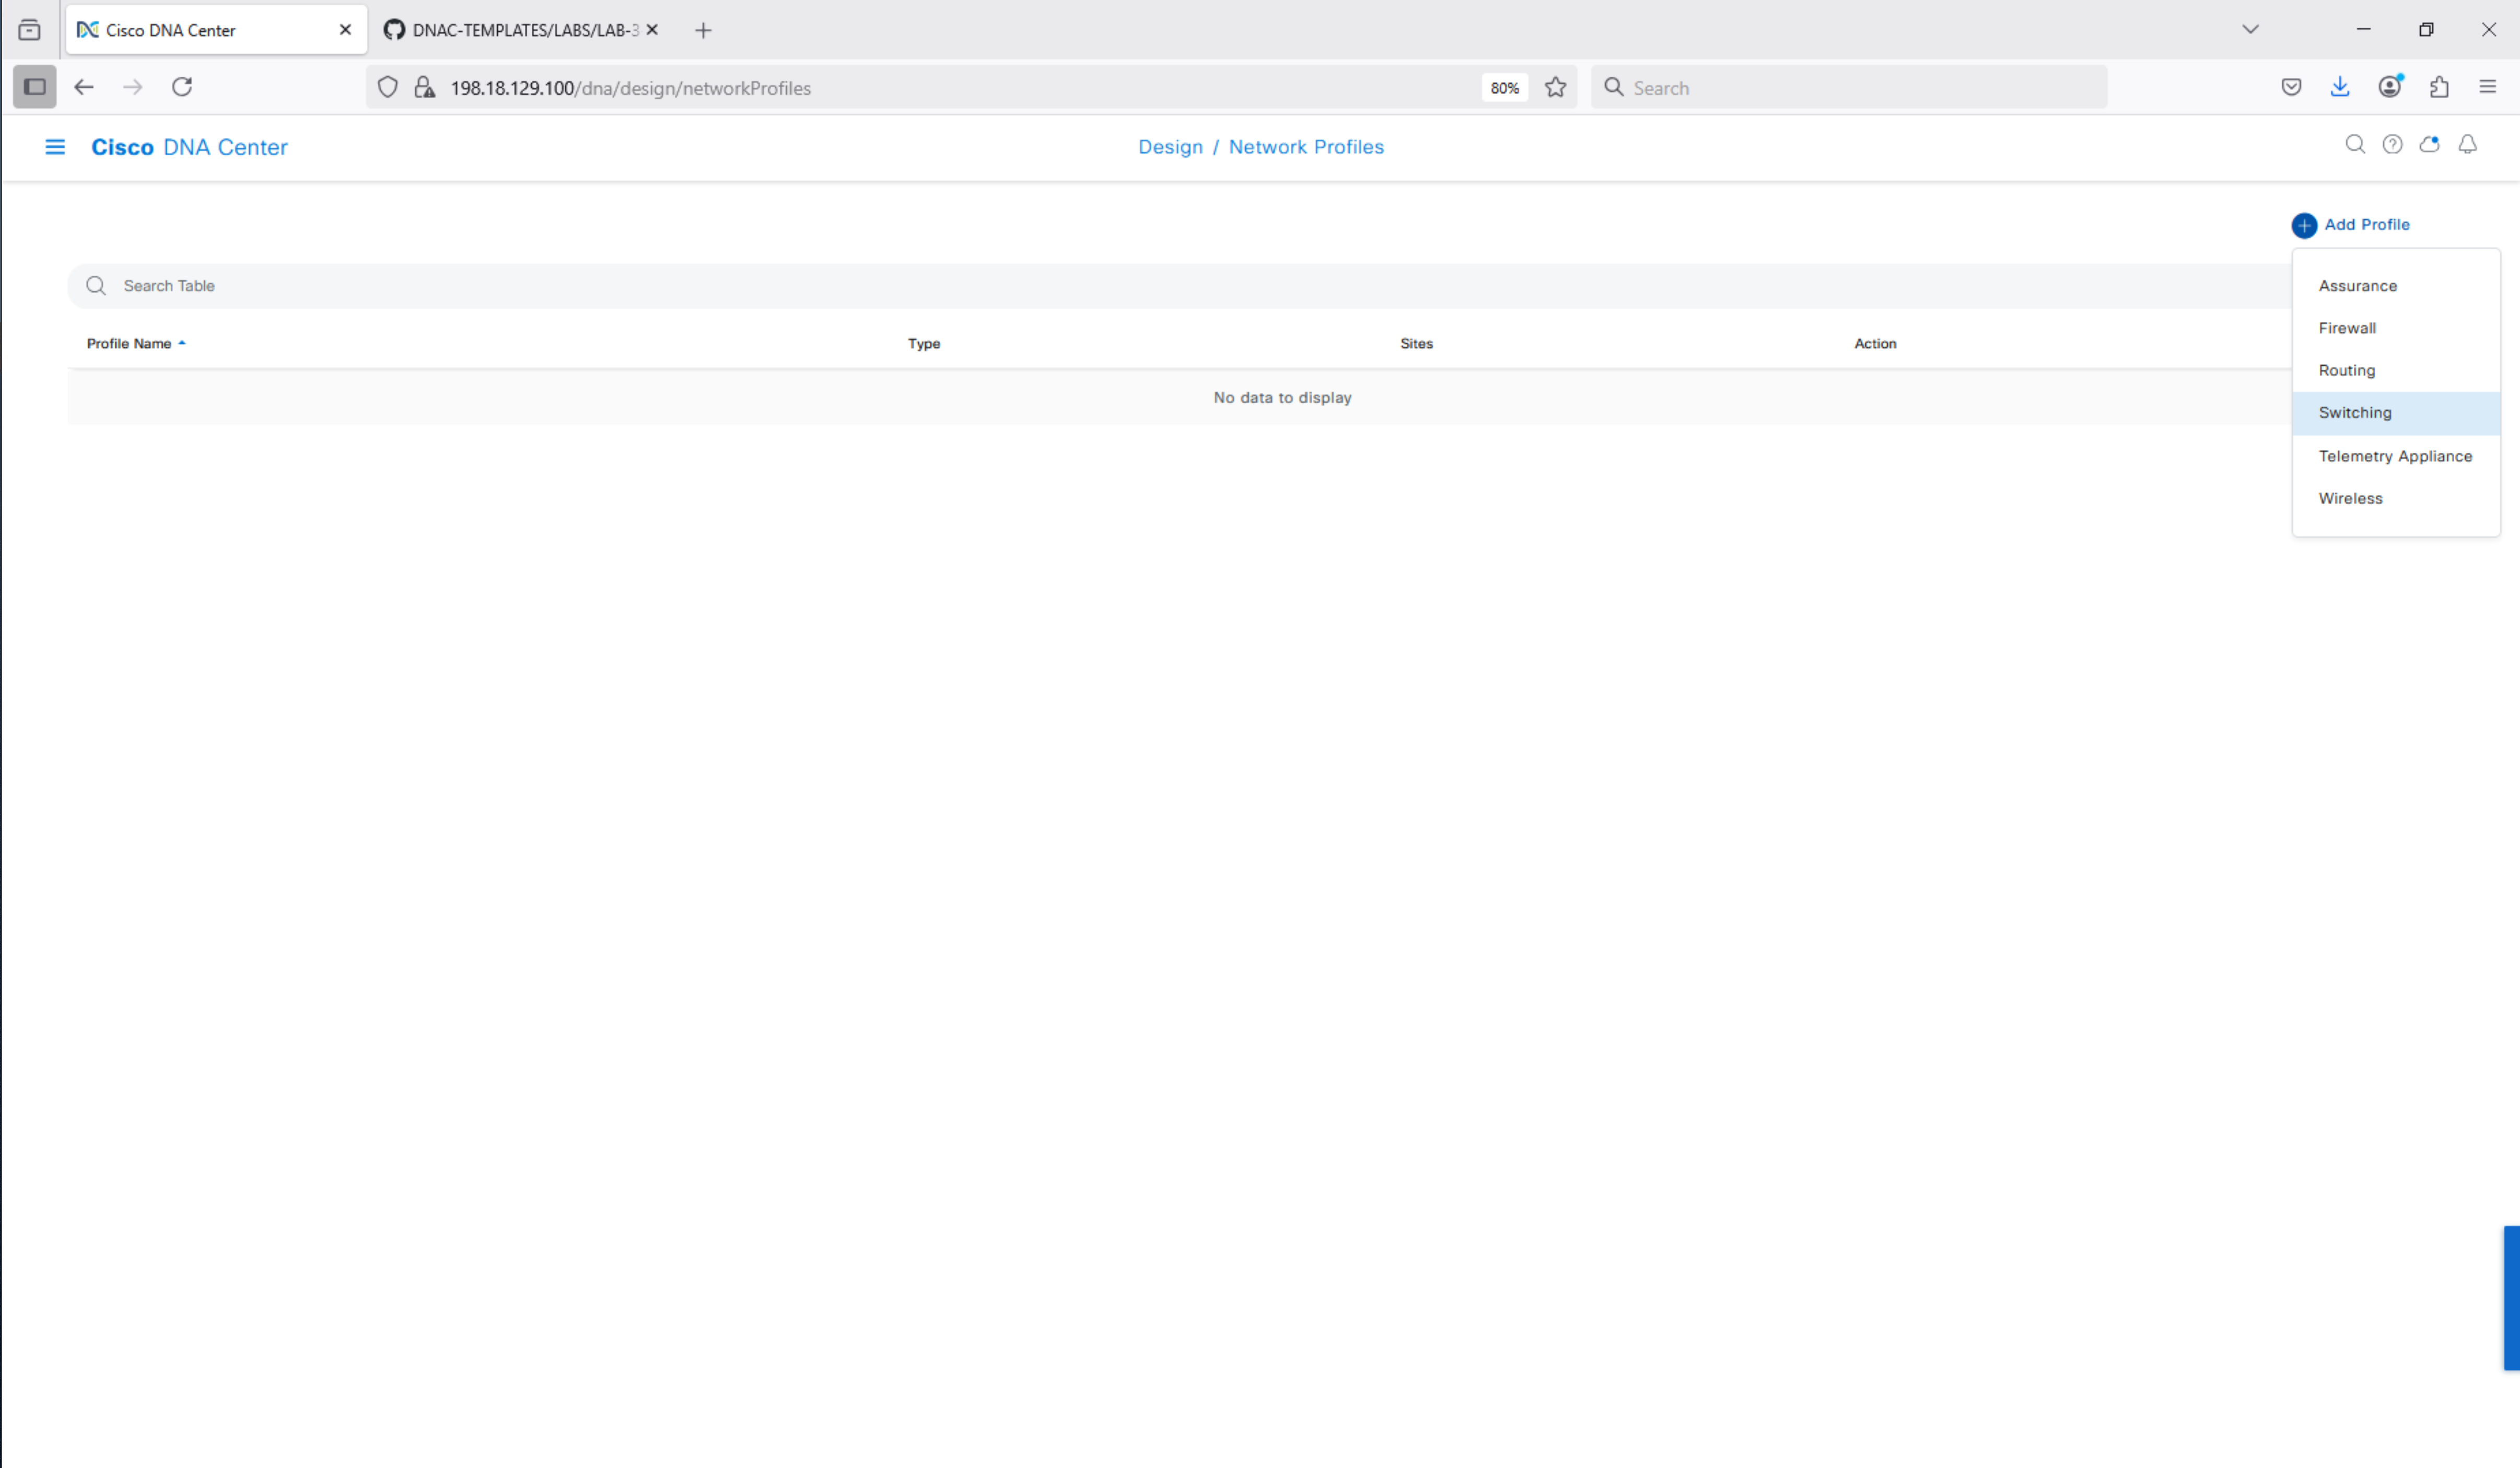 Cisco DNA Center
DNAC-TEMPLATES/LABS/LAB-3
198.18.129.100/dna/design/networkProfiles
80%
Search
Cisco DNA Center
Design / Network Profiles
Add Profile
Search Table
Assurance
Firewall
Routing
Switching
Telemetry Appliance
Wireless
Profile Name
Type
Sites
Action
No data to display